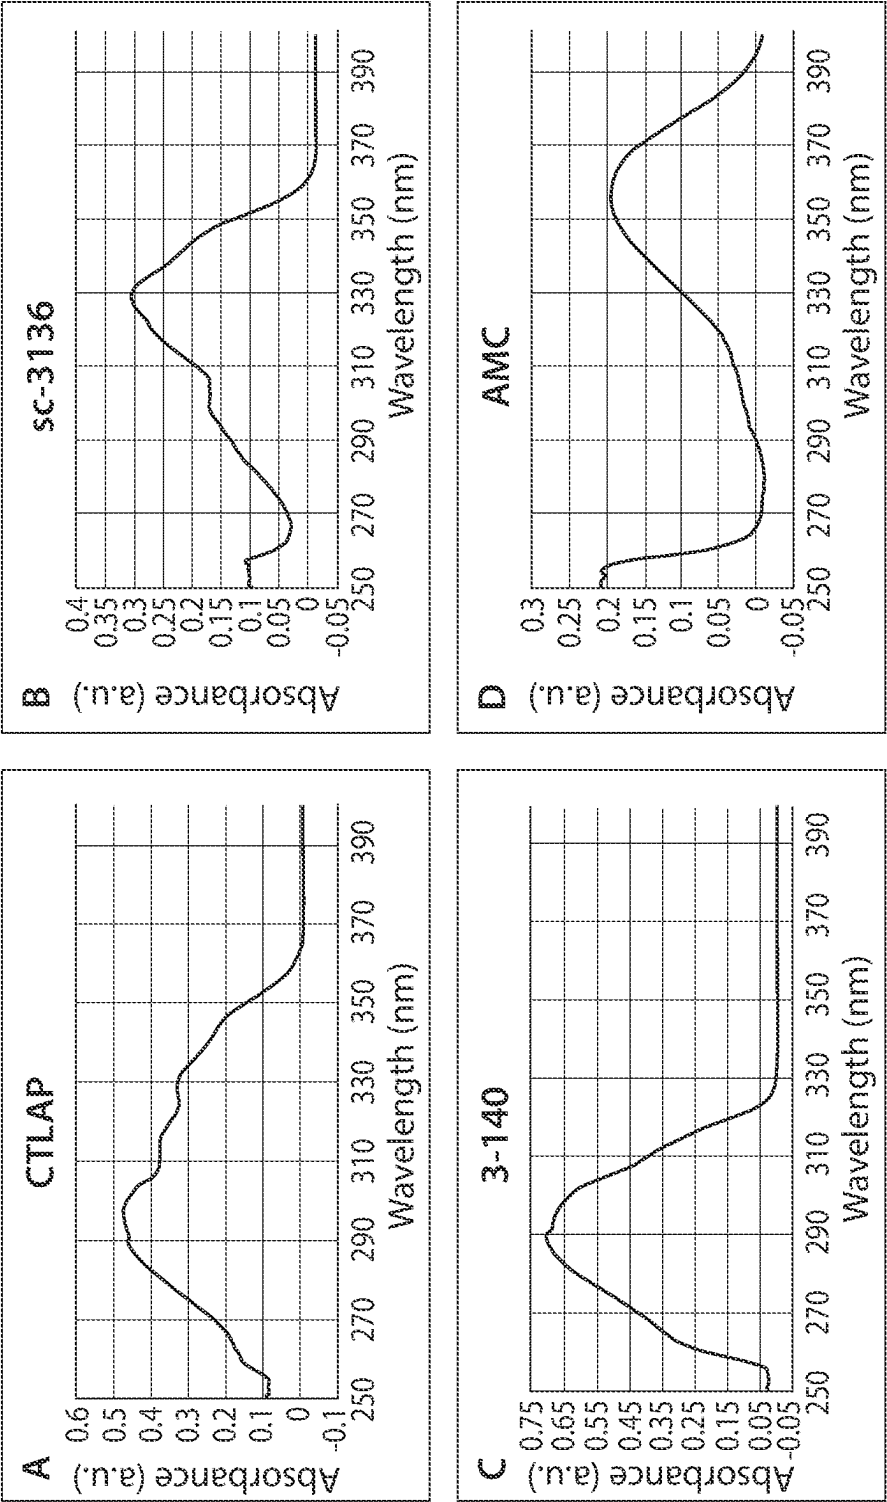 A
CTLAP
Absorbance (a.u.)
0.6
0.5
0.4
0.3
0.2
0.1
0
-0.1
250 270 290 310 330 350 370 390
Wavelength (nm)
B
sc-3136
Absorbance (a.u.)
0.4
0.35
0.3
0.25
0.2
0.15
0.1
0.05
0
-0.05
250 270 290 310 330 350 370 390
Wavelength (nm)
C
3-140
Absorbance (a.u.)
0.75
0.65
0.55
0.45
0.35
0.25
0.15
0.05
-0.05
250 270 290 310 330 350 370 390
Wavelength (nm)
D
AMC
Absorbance (a.u.)
0.3
0.25
0.2
0.15
0.1
0.05
0
-0.05
250 270 290 310 330 350 370 390
Wavelength (nm)